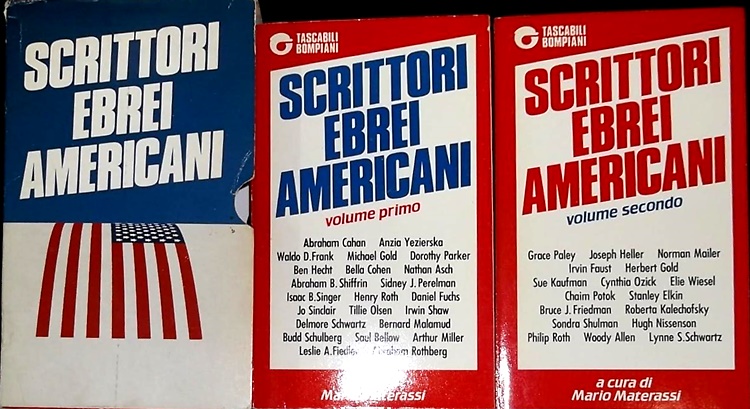 SCRITTORI
EBREI
AMERICANI
TASCABILI
BOMPIANI
SCRITTORI
EBREI
AMERICANI
volume primo
Abraham Cahan Anzia Yezierska
Waldo D.Frank Michael Gold Dorothy Parker
Ben Hecht Bella Cohen Nathan Asch
Abraham B.Shiffrin Sidney J.Perelman
Isaac B.Singer Henry Roth Daniel Fuchs
Jo Sinclair Tillie Olsen Irwin Shaw
Delmore Schwartz Bernard Malamud
Budd Schulberg Saul Bellow Arthur Miller
Leslie A.Fiedler Abraham Rothberg
Mario Materassi
TASCABILI
BOMPIANI
SCRITTORI
EBREI
AMERICANI
volume secondo
Grace Paley Joseph Heller Norman Mailer
Irvin Faust Herbert Gold
Sue Kaufman Cynthia Ozick Elie Wiesel
Chaim Potok Stanley Elkin
Bruce J.Friedman Roberta Kalechofsky
Sondra Shulman Hugh Nissenson
Philip Roth Woody Allen Lynne S.Schwartz
a cura di
Mario Materassi